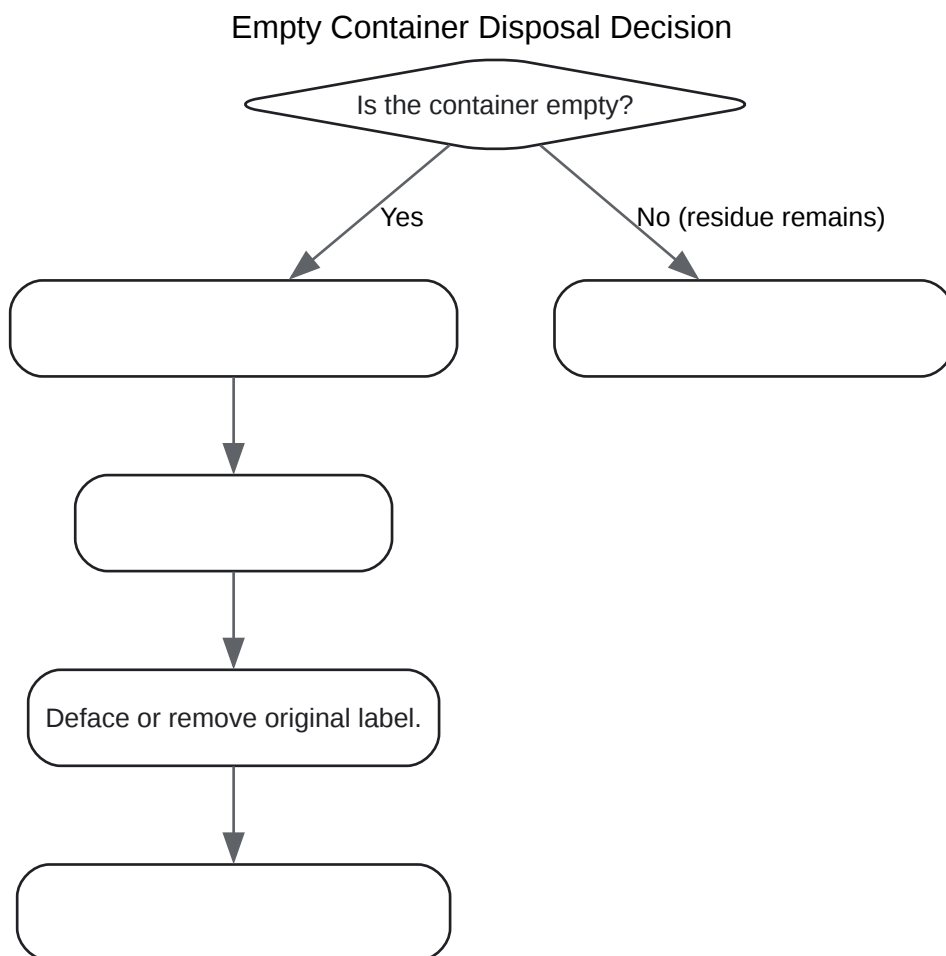 Empty Container Disposal Decision
Is the container empty?
Yes
No (residue remains)
Deface or remove original label.